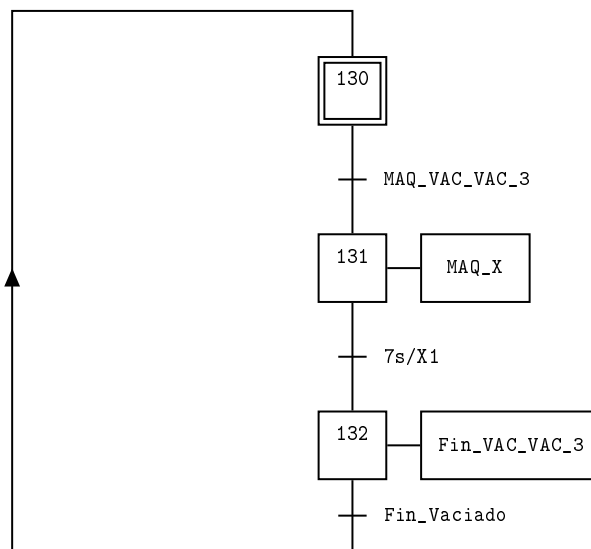 130
MAQ_VAC_VAC_3
131
MAQ_X
7s/X1
132
Fin_VAC_VAC_3
Fin_Vaciado